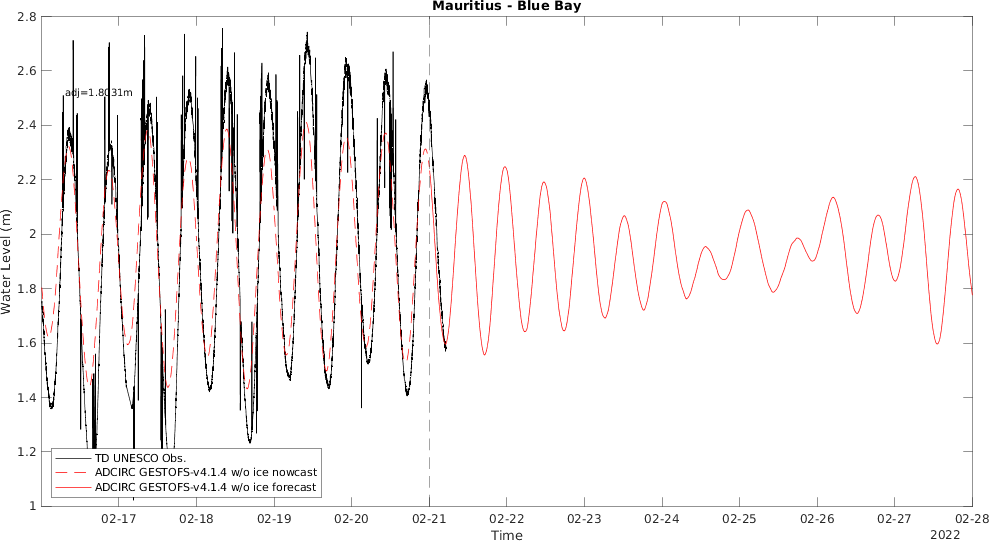 Mauritius - Blue Bay
2.8
2.6
2.4
2.2
2
1.8
1.6
1.4
1.2
1
Water Level (m)
adj=1.8031m
TD UNESCO Obs.
ADCIRC GESTOFS-v4.1.4 w/o ice nowcast
ADCIRC GESTOFS-v4.1.4 w/o ice forecast
02-17 02-18 02-19 02-20 02-21 02-22 02-23 02-24 02-25 02-26 02-27 02-28
Time
2022